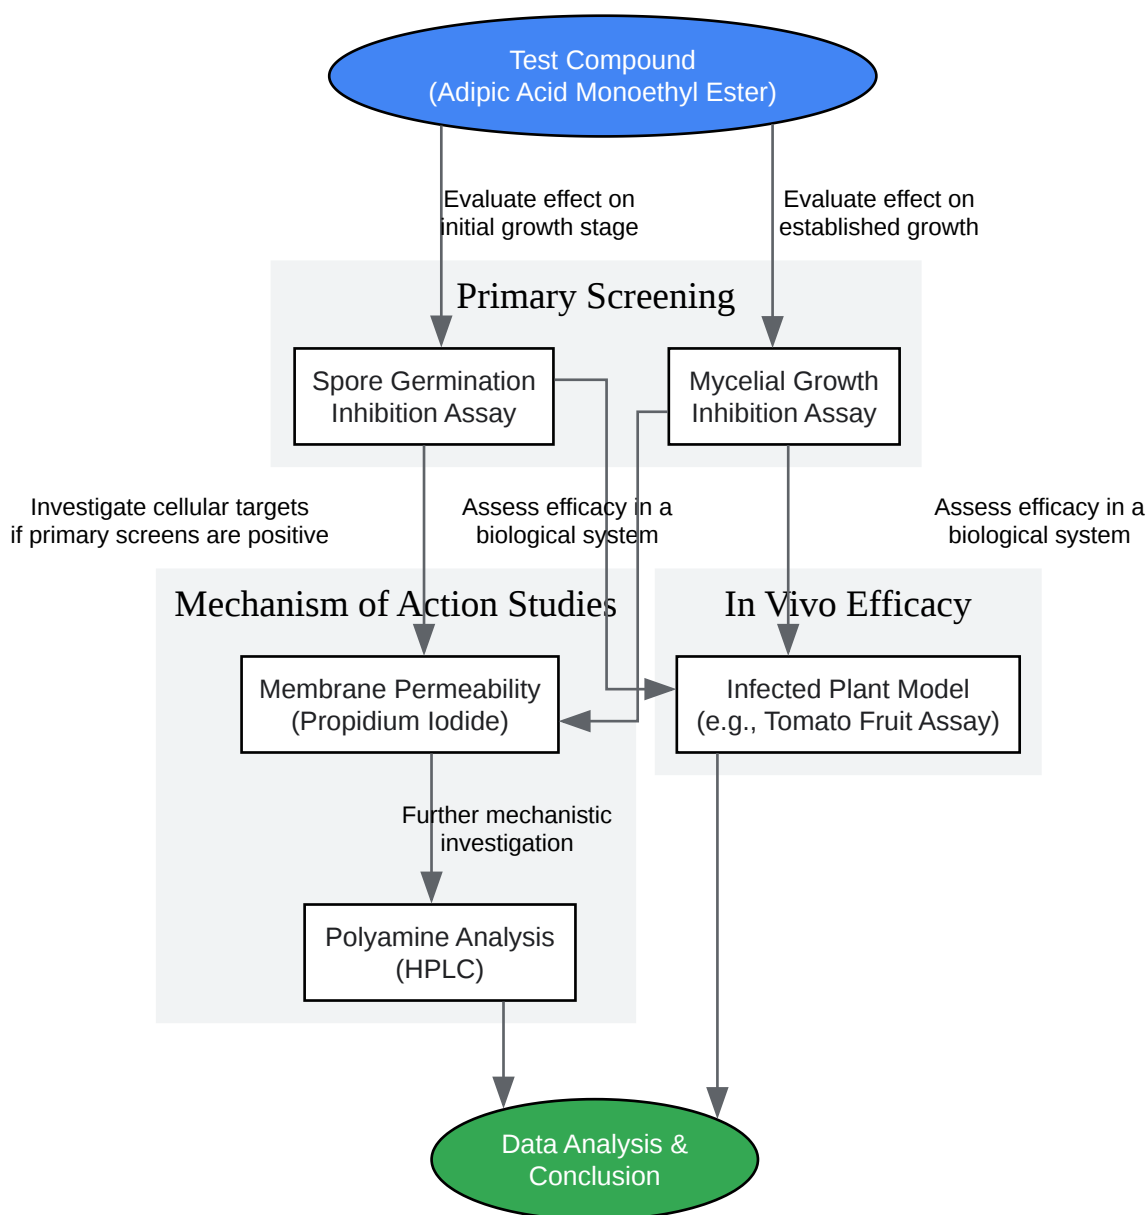 Test Compound
(Adipic Acid Monoethyl Ester)
Evaluate effect on
initial growth stage
Evaluate effect on
established growth
Primary Screening
Spore Germination
Inhibition Assay
Mycelial Growth
Inhibition Assay
Investigate cellular targets
if primary screens are positive
Assess efficacy in a
biological system
Assess efficacy in a
biological system
Mechanism of Action Studies
In Vivo Efficacy
Membrane Permeability
(Propidium Iodide)
Infected Plant Model
(e.g., Tomato Fruit Assay)
Further mechanistic
investigation
Polyamine Analysis
(HPLC)
Data Analysis &
Conclusion